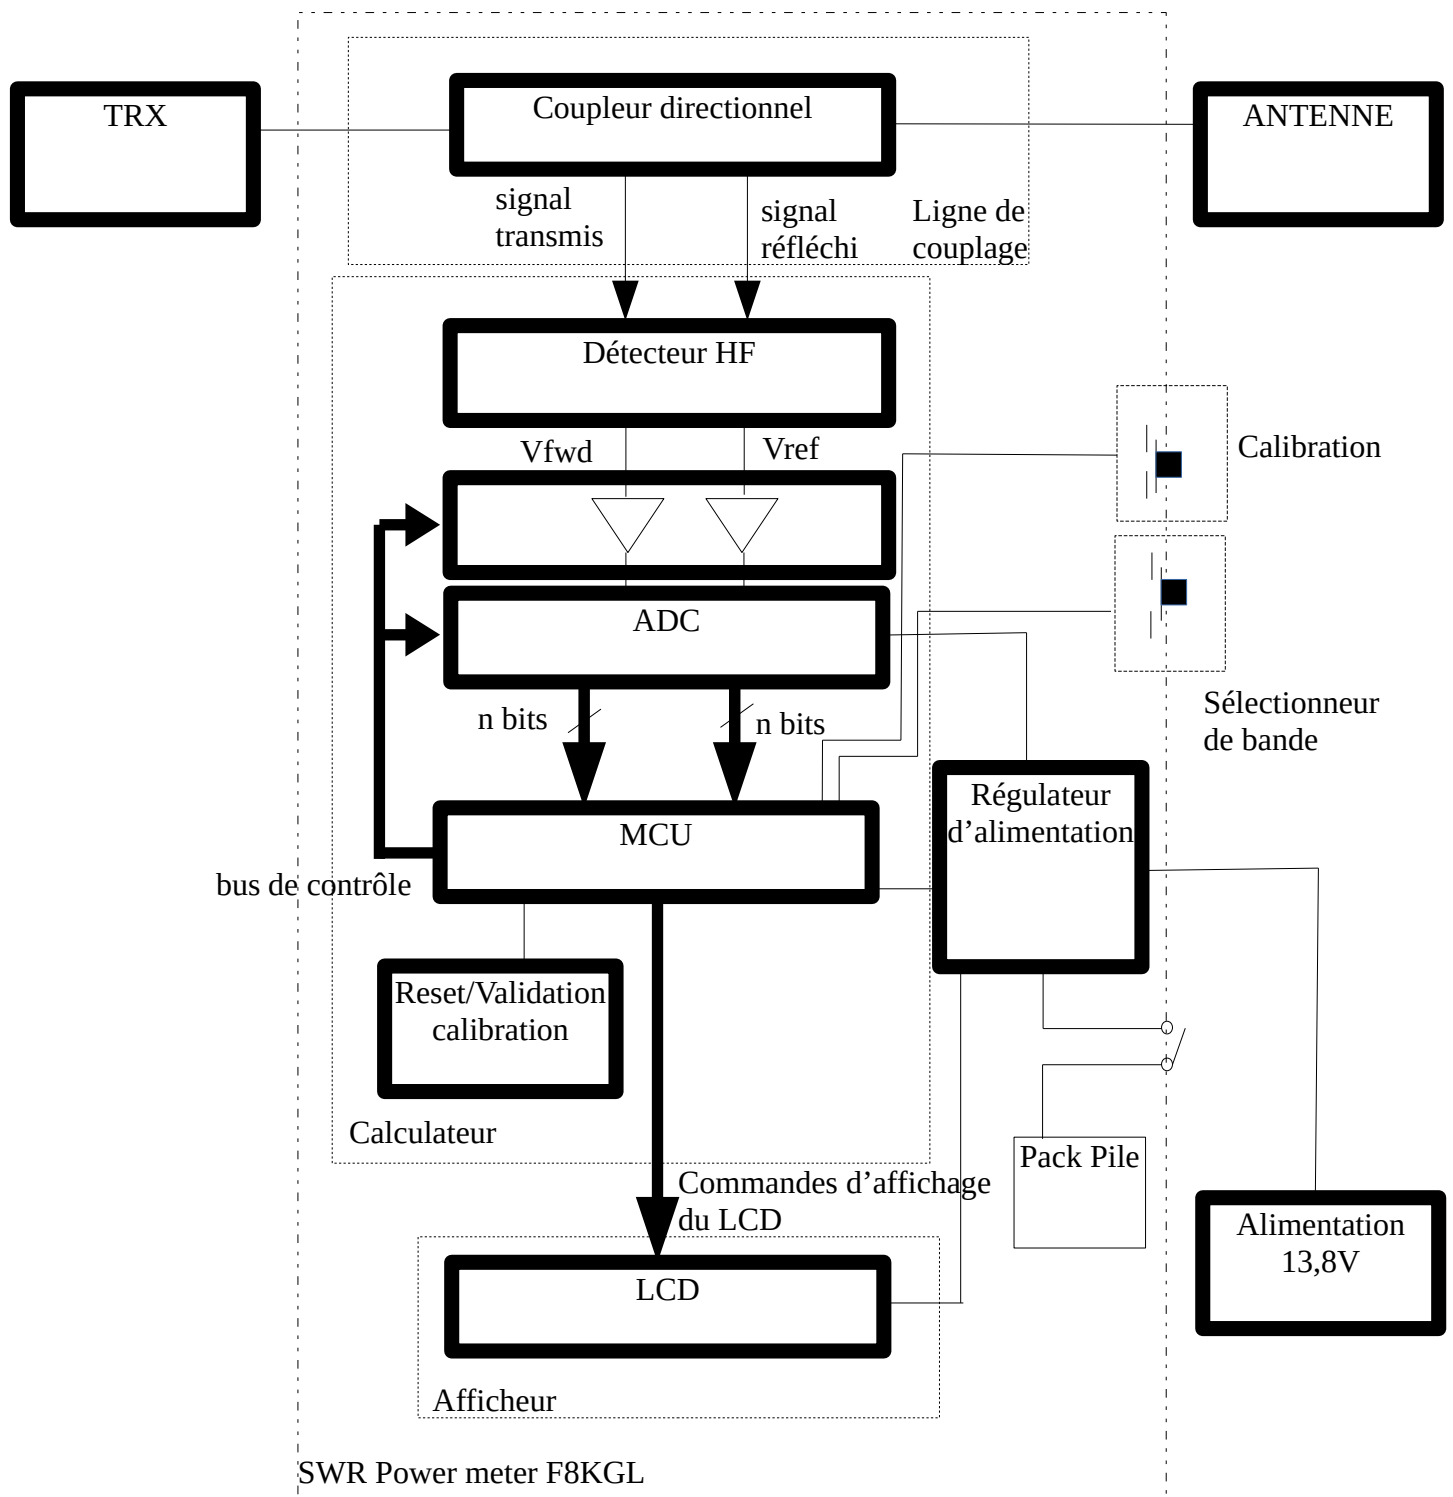 TRX
Coupleur directionnel
ANTENNE
signal
transmis
signal
réfléchi
Ligne de
couplage
Détecteur HF
Vfwd
Vref
Calibration
ADC
n bits
n bits
Sélectionneur
de bande
Régulateur
d’alimentation
MCU
bus de contrôle
Reset/Validation
calibration
Calculateur
Pack Pile
Commandes d’affichage
du LCD
Alimentation
13,8V
LCD
Afficheur
SWR Power meter F8KGL